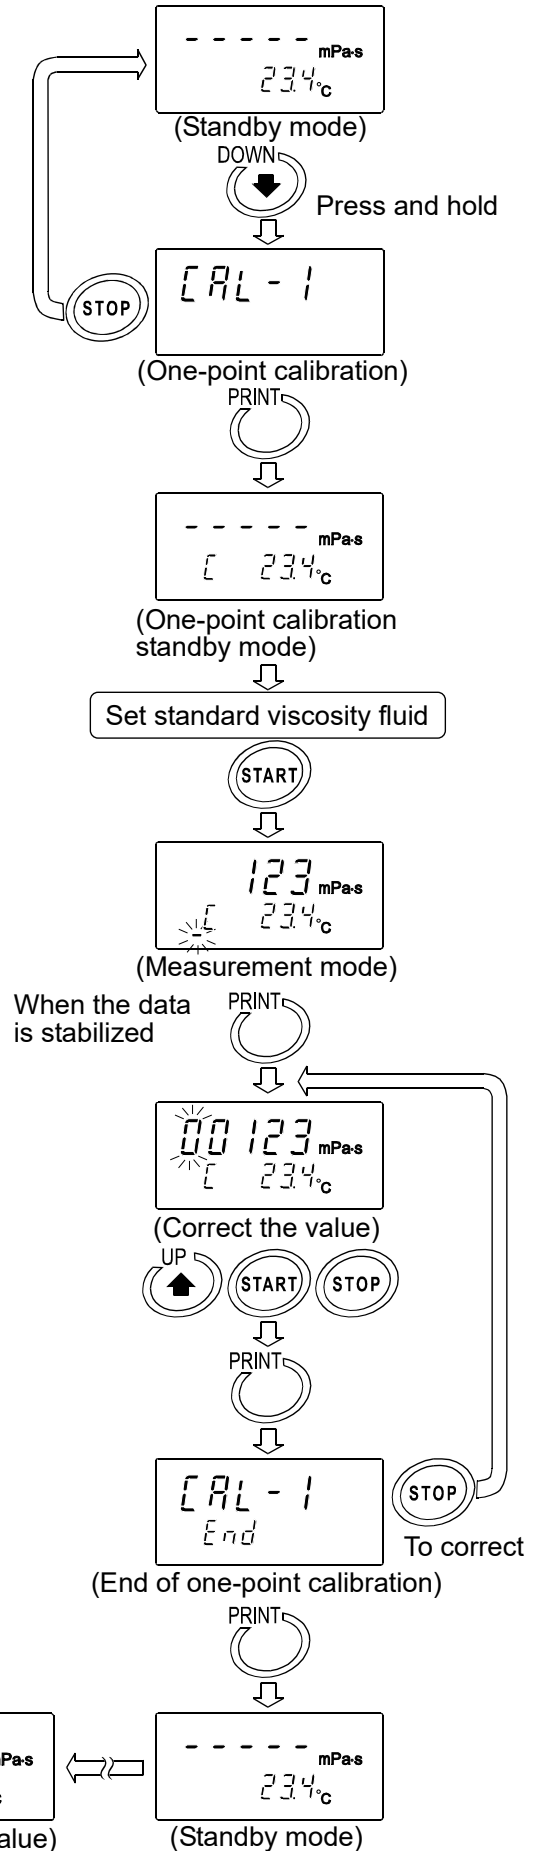 - - - - - mPa·s
23.4 °C
(Standby mode)
DOWN
Press and hold
CAL-1
STOP
(One-point calibration)
PRINT
- - - - - mPa·s
C 23.4 °C
(One-point calibration
standby mode)
Set standard viscosity fluid
START
123 mPa·s
- C 23.4 °C
(Measurement mode)
When the data
is stabilized
PRINT
00123 mPa·s
C 23.4 °C
(Correct the value)
UP
START
STOP
PRINT
CAL-1
End
STOP
To correct
(End of one-point calibration)
PRINT
- - - - - mPa·s
23.4 °C
(Standby mode)
Pa·s
alue)